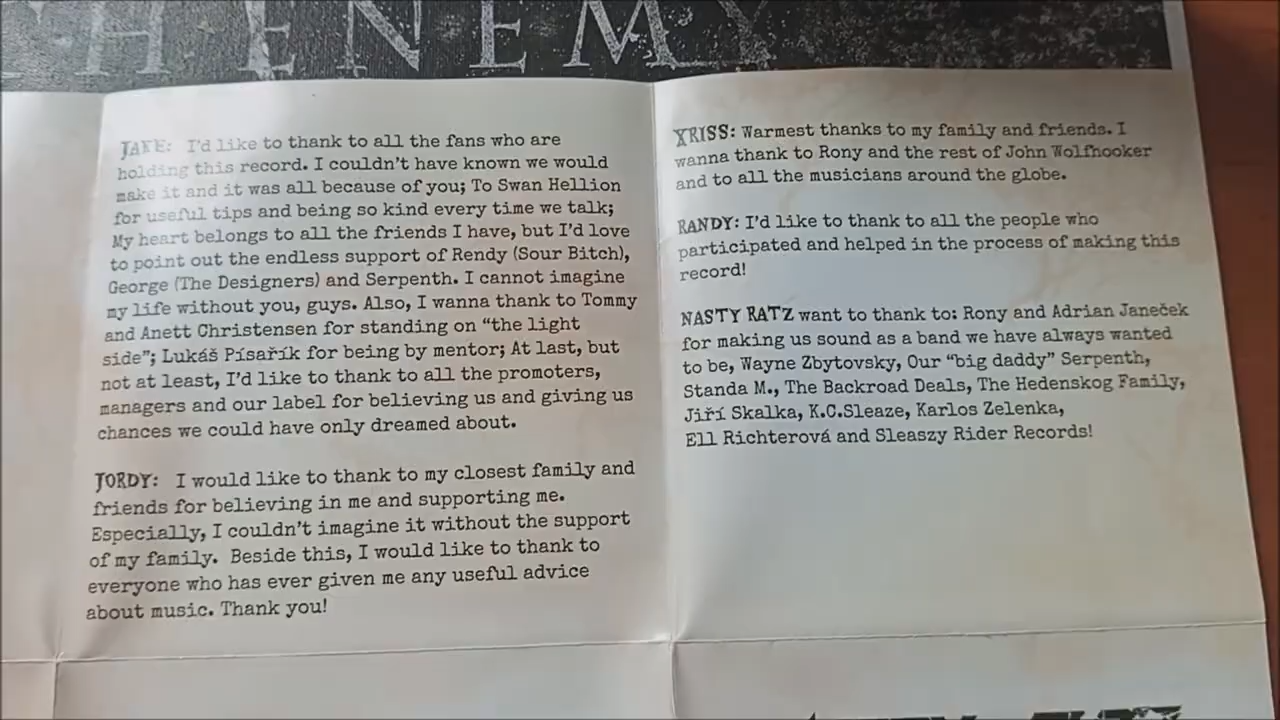 H ENEMY
JAKE: I'd like to thank to all the fans who are
holding this record. I couldn't have known we would
make it and it was all because of you; To Swan Hellion
for useful tips and being so kind every time we talk;
My heart belongs to all the friends I have, but I'd love
to point out the endless support of Rendy (Sour Bitch),
George (The Designers) and Serpenth. I cannot imagine
my life without you, guys. Also, I wanna thank to Tommy
and Anett Christensen for standing on "the light
side"; Lukáš Písařík for being by mentor; At last, but
not at least, I'd like to thank to all the promoters,
managers and our label for believing us and giving us
chances we could have only dreamed about.
JORDY: I would like to thank to my closest family and
friends for believing in me and supporting me.
Especially, I couldn't imagine it without the support
of my family. Beside this, I would like to thank to
everyone who has ever given me any useful advice
about music. Thank you!
XRISS: Warmest thanks to my family and friends. I
wanna thank to Rony and the rest of John Wolfhooker
and to all the musicians around the globe.
RANDY: I'd like to thank to all the people who
participated and helped in the process of making this
record!
NASTY RATZ want to thank to: Rony and Adrian Janeček
for making us sound as a band we have always wanted
to be, Wayne Zbytovsky, Our "big daddy" Serpenth,
Standa M., The Backroad Deals, The Hedenskog Family,
Jiří Skalka, K.C.Sleaze, Karlos Zelenka,
Ell Richterová and Sleaszy Rider Records!